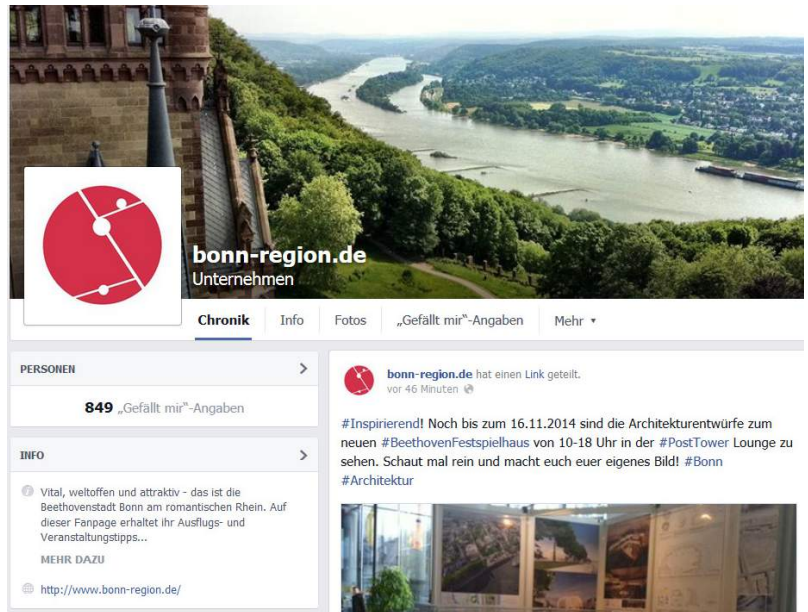 bonn-region.de
Unternehmen
Chronik
Info
Fotos
„Gefällt mir“-Angaben
Mehr
PERSONEN
849 „Gefällt mir“-Angaben
INFO
Vital, weltoffen und attraktiv - das ist die
Beethovenstadt Bonn am romantischen Rhein. Auf
dieser Fanpage erhaltet ihr Ausflugs- und
Veranstaltungstipps...
MEHR DAZU
http://www.bonn-region.de/
bonn-region.de hat einen Link geteilt.
vor 46 Minuten
#Inspirierend! Noch bis zum 16.11.2014 sind die Architekturentwürfe zum
neuen #BeethovenFestspielhaus von 10-18 Uhr in der #PostTower Lounge zu
sehen. Schaut mal rein und macht euch euer eigenes Bild! #Bonn
#Architektur